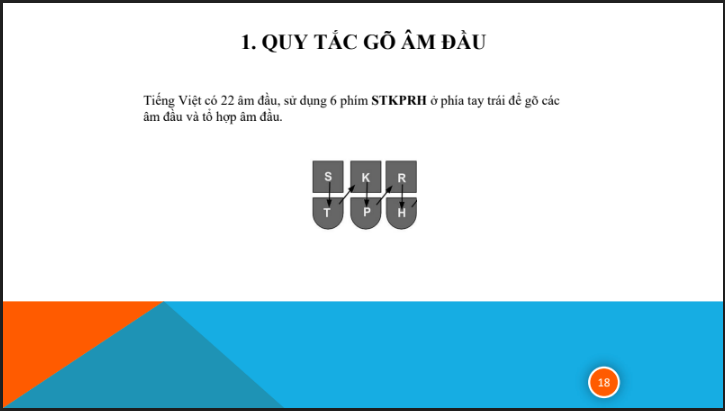 1. QUY TẮC GÕ ÂM ĐẦU
Tiếng Việt có 22 âm đầu, sử dụng 6 phím STKPRH ở phía tay trái để gõ các
âm đầu và tổ hợp âm đầu.
S K R
T P H
18